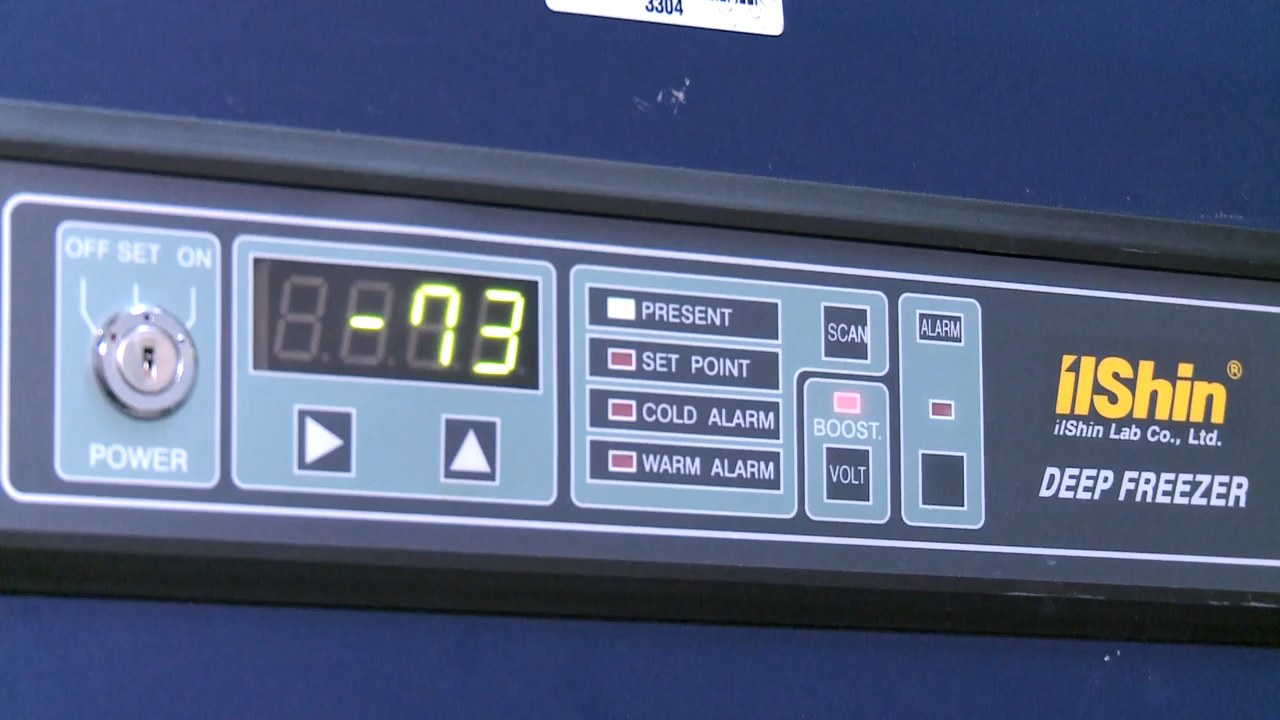 3304
OFF SET ON
POWER
-73
PRESENT
SET POINT
COLD ALARM
WARM ALARM
SCAN
BOOST.
VOLT
ALARM
ilShin®
ilShin Lab Co., Ltd.
DEEP FREEZER